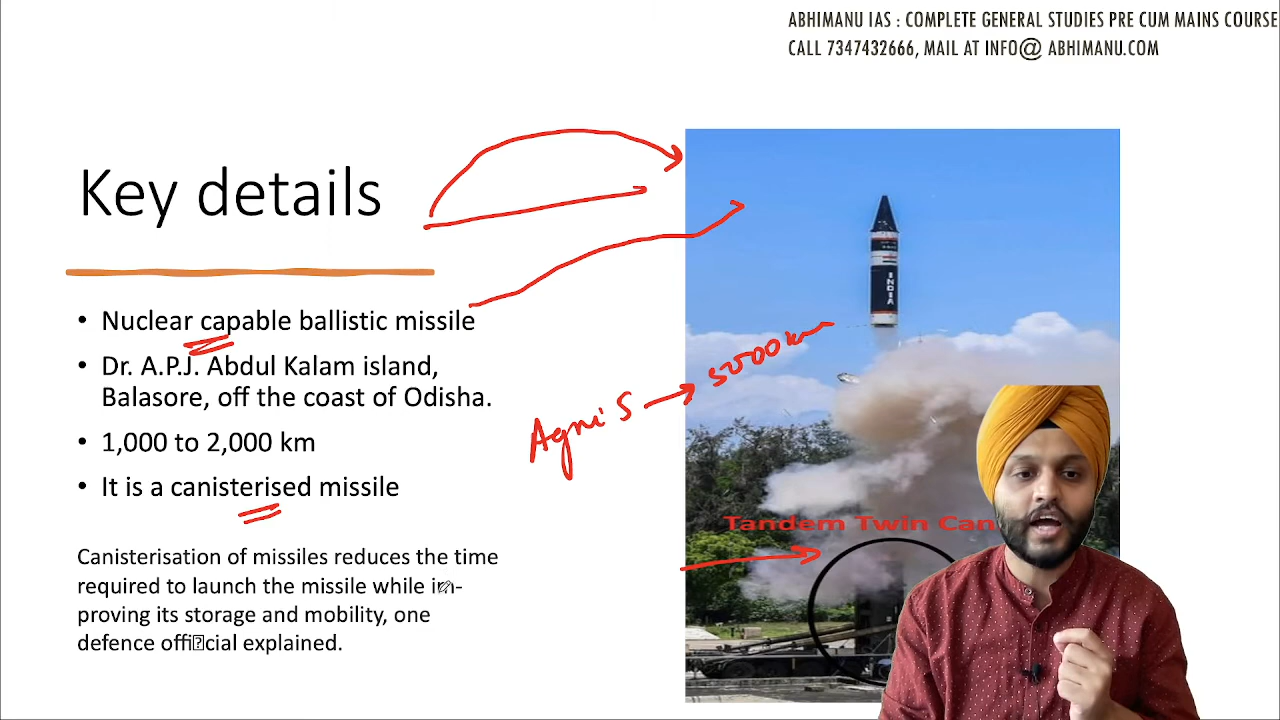 ABHIMANU IAS : COMPLETE GENERAL STUDIES PRE CUM MAINS COURSE
CALL 7347432666, MAIL AT INFO@ ABHIMANU.COM
Key details
• Nuclear capable ballistic missile
• Dr. A.P.J. Abdul Kalam island,
Balasore, off the coast of Odisha.
• 1,000 to 2,000 km
• It is a canisterised missile
Canisterisation of missiles reduces the time
required to launch the missile while im-
proving its storage and mobility, one
defence official explained.
INDIA
Agni 5 → 5000 km
Tandem Twin Can